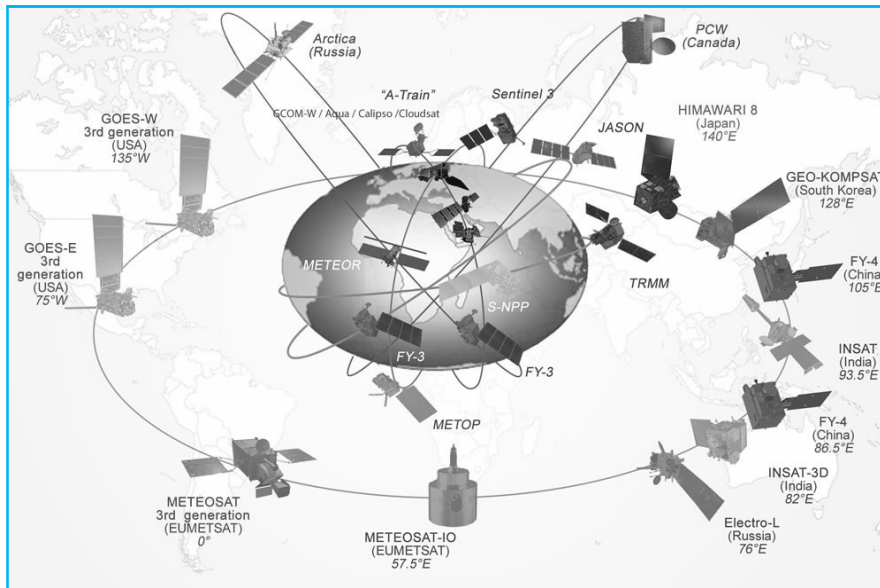 Arctica
(Russia)
PCW
(Canada)
"A-Train"
GCOM-W / Aqua / Calipso /Cloudsat
Sentinel 3
JASON
HIMAWARI 8
(Japan)
140°E
GOES-W
3rd generation
(USA)
135°W
GEO-KOMPSAT
(South Korea)
128°E
GOES-E
3rd
generation
(USA)
75°W
METEOR
TRMM
FY-4
(China)
105°E
S-NPP
FY-3
FY-3
INSAT
(India)
93.5°E
METOP
FY-4
(China)
86.5°E
INSAT-3D
(India)
82°E
METEOSAT
3rd generation
(EUMETSAT)
0°
METEOSAT-IO
(EUMETSAT)
57.5°E
Electro-L
(Russia)
76°E